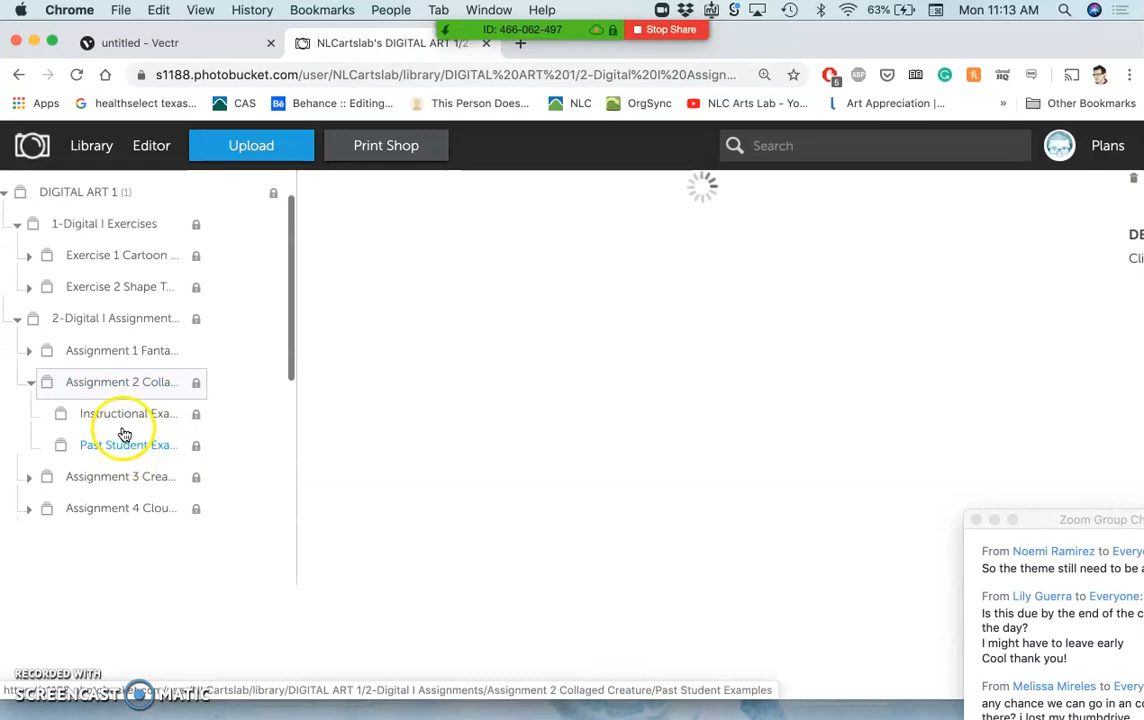 Chrome File Edit View History Bookmarks People Tab Window Help 63% Mon 11:13 AM
ID: 466-062-497 Stop Share
untitled - Vectr NLCartslab's DIGITAL ART 1/2-
s1188.photobucket.com/user/NLCartslab/library/DIGITAL%20ART%201/2-Digital%20I%20Assign...
5 ABP cloud HQ
Apps healthselect texas... CAS Behance :: Editing... This Person Does... NLC OrgSync NLC Arts Lab - Yo... Art Appreciation |... » Other Bookmarks
Library Editor Upload Print Shop Search Plans
DIGITAL ART 1 (1)
1-Digital I Exercises
DE
Exercise 1 Cartoon ...
Cli
Exercise 2 Shape T...
2-Digital I Assignment...
Assignment 1 Fanta...
Assignment 2 Colla...
Instructional Exa...
Past Student Exa...
Assignment 3 Crea...
Assignment 4 Clou...
Zoom Group Ch
From Noemi Ramirez to Every
So the theme still need to be a
From Lily Guerra to Everyone:
Is this due by the end of the c
the day?
I might have to leave early
Cool thank you!
From Melissa Mireles to Every
any chance we can go in an co
there? i lost my thumbdrive
RECORDED WITH
SCREENCAST MATIC
Cartslab/library/DIGITAL ART 1/2-Digital I Assignments/Assignment 2 Collaged Creature/Past Student Examples